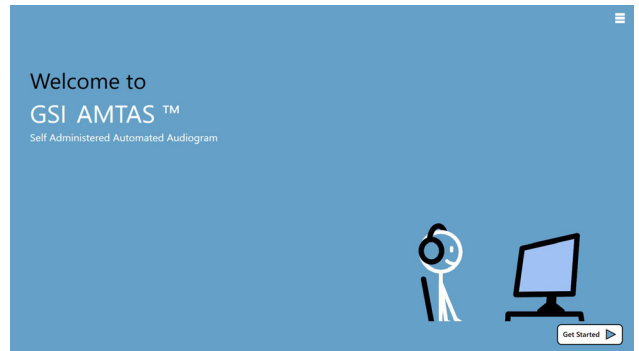 Welcome to
GSI AMTAS ™
Self Administered Automated Audiogram
Get Started